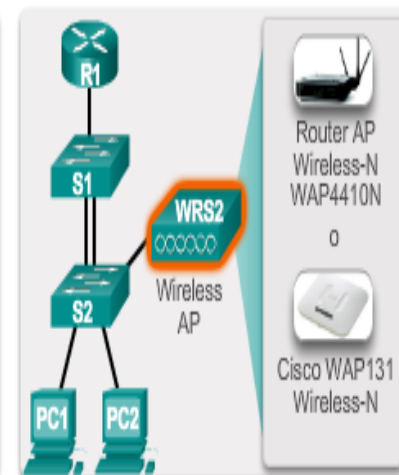 R1
S1
WRS2
Wireless
AP
S2
PC1
PC2
Router AP
Wireless-N
WAP4410N
o
Cisco WAP131
Wireless-N